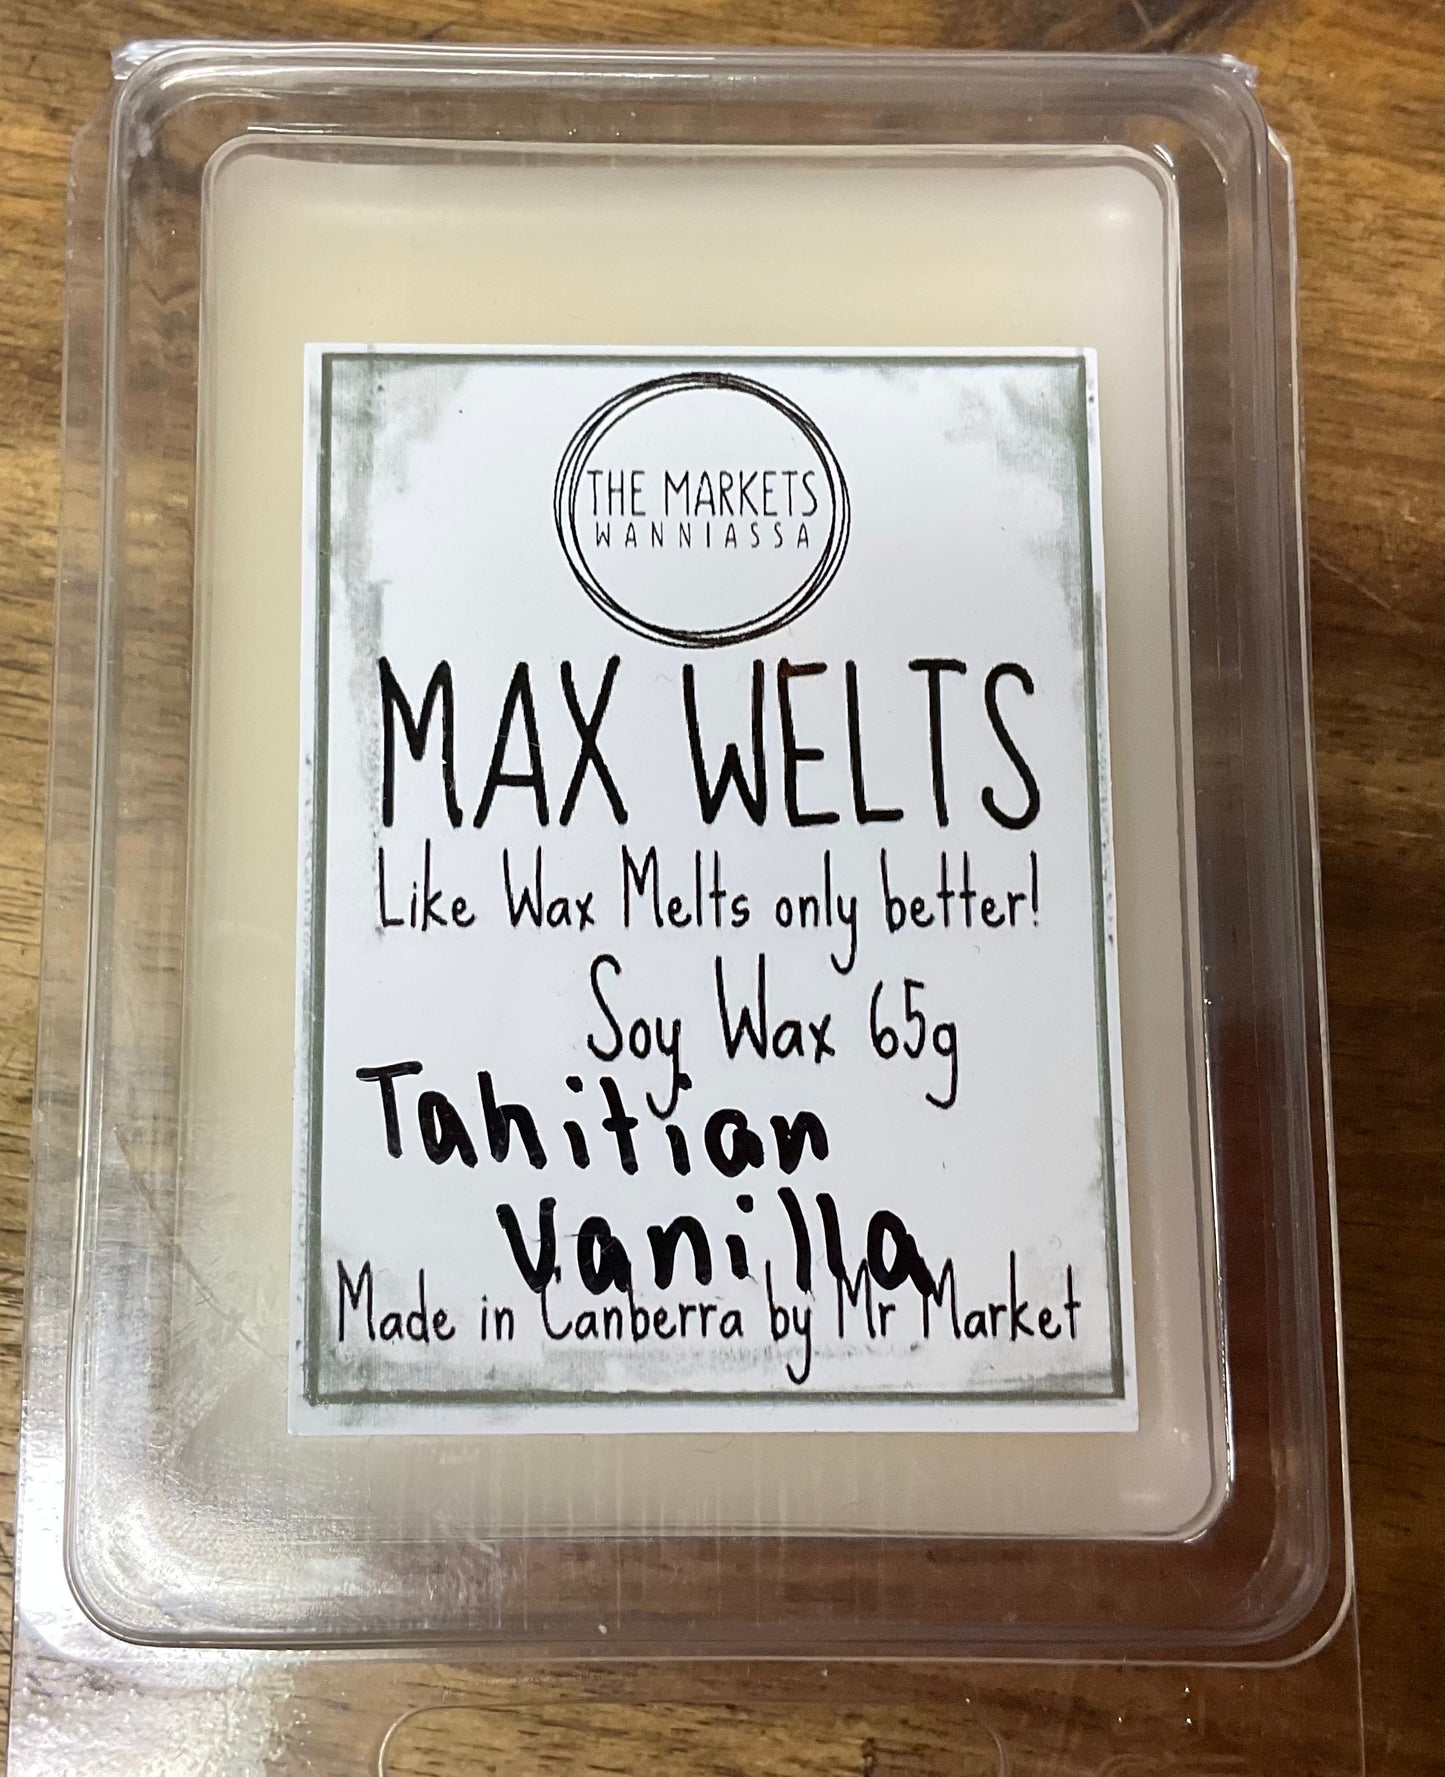 THE MARKETS
WANNIASSA
MAX WELTS
Like Wax Melts only better!
Soy Wax 65g
Tahitian
Vanilla
Made in Canberra by Mr Market